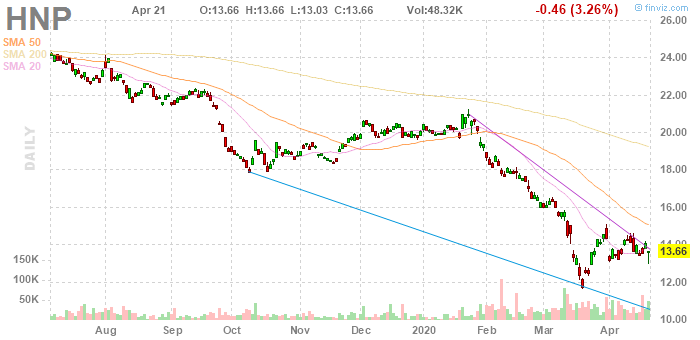 HNP Apr 21 O:13.66 H:13.66 L:13.03 C:13.66 Vol:48.32K -0.46 (3.26%) © finviz.com
SMA 50
SMA 200
SMA 20
DAILY
24.00
22.00
20.00
18.00
16.00
14.00
13.66
12.00
10.00
150K
100K
50K
Aug Sep Oct Nov Dec 2020 Feb Mar Apr